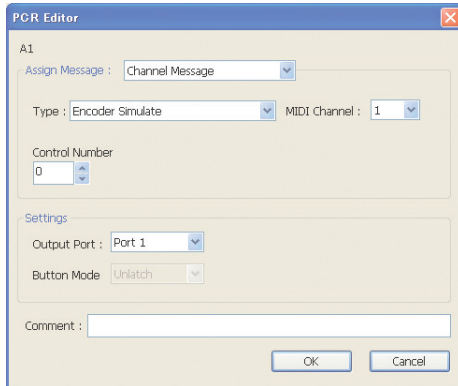 PCR Editor
A1
Assign Message : Channel Message
Type : Encoder Simulate MIDI Channel : 1
Control Number
0
Settings
Output Port : Port 1
Button Mode Unlatch
Comment :
OK Cancel